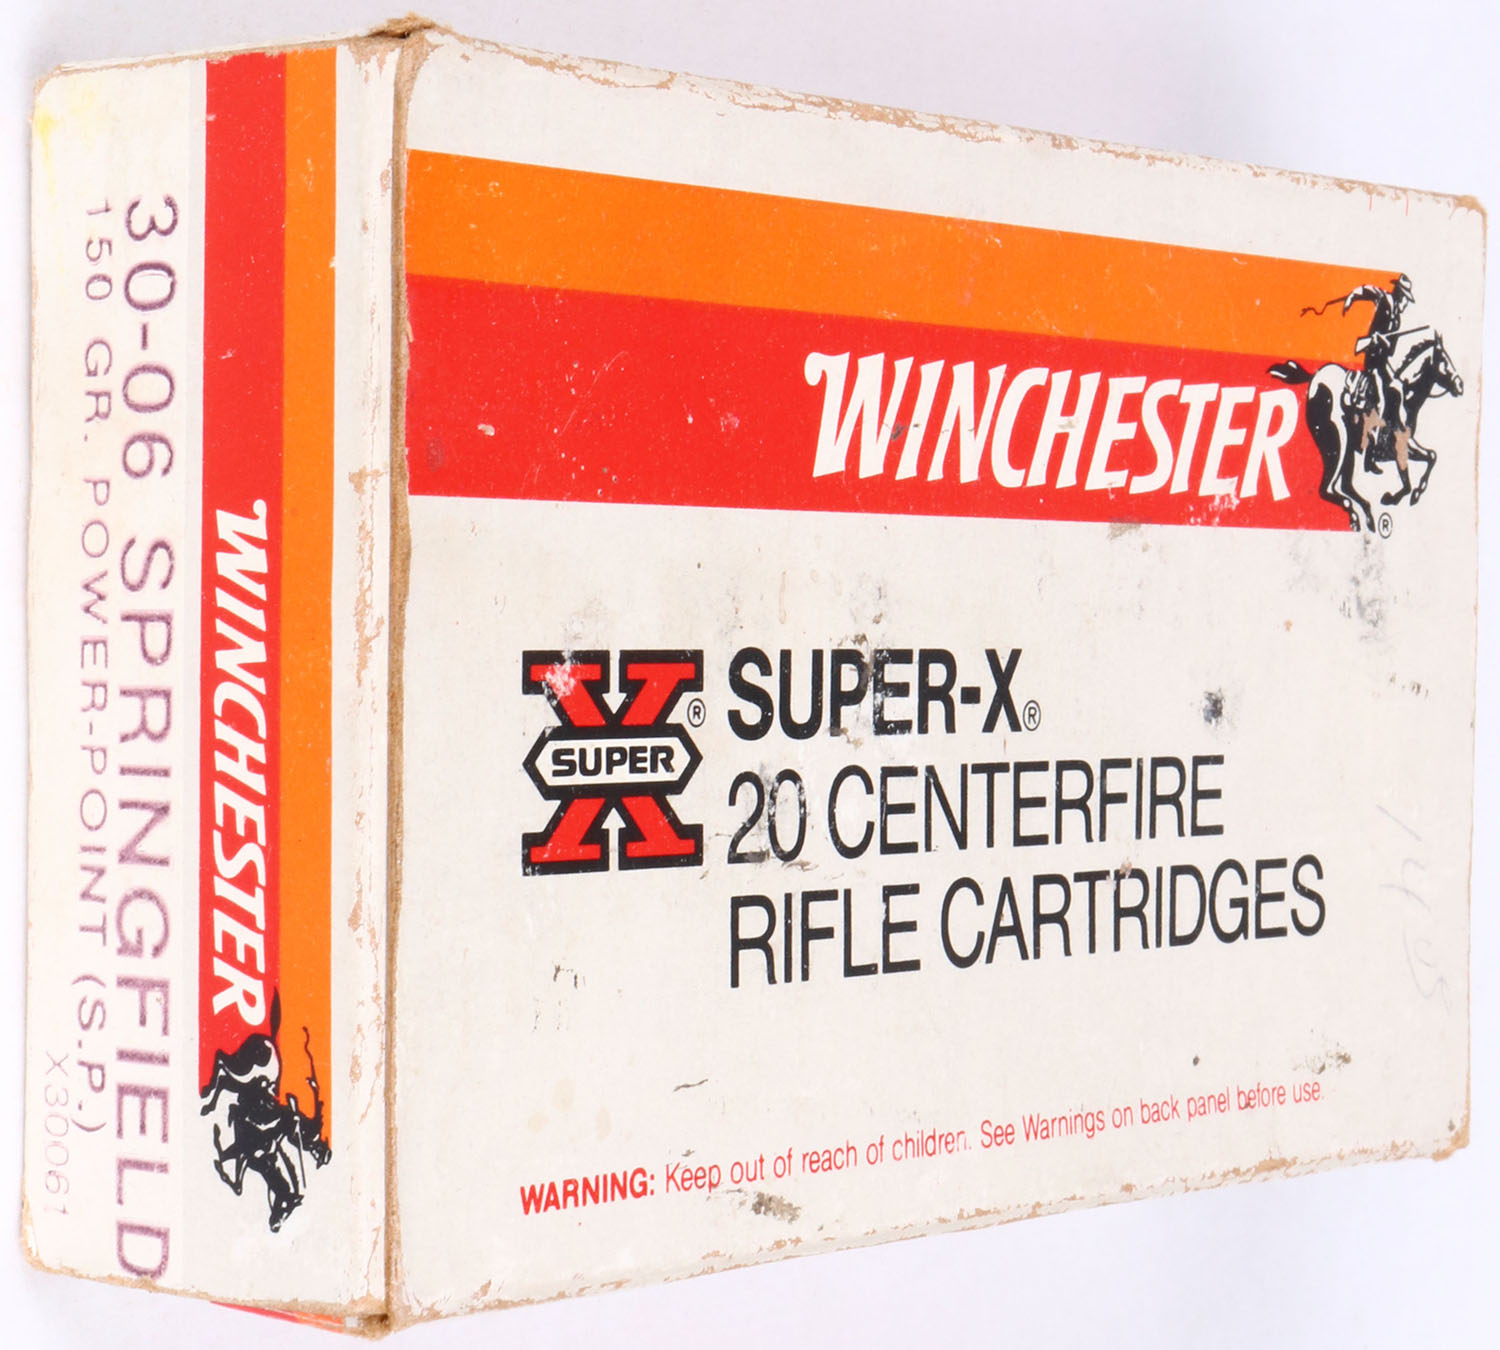 30-06 SPRINGFIELD
150 GR. POWER-POINT (S.P.)
X30061
WINCHESTER
WINCHESTER
®
SUPER
®
SUPER-X®
20 CENTERFIRE
RIFLE CARTRIDGES
WARNING: Keep out of reach of children. See Warnings on back panel before use.